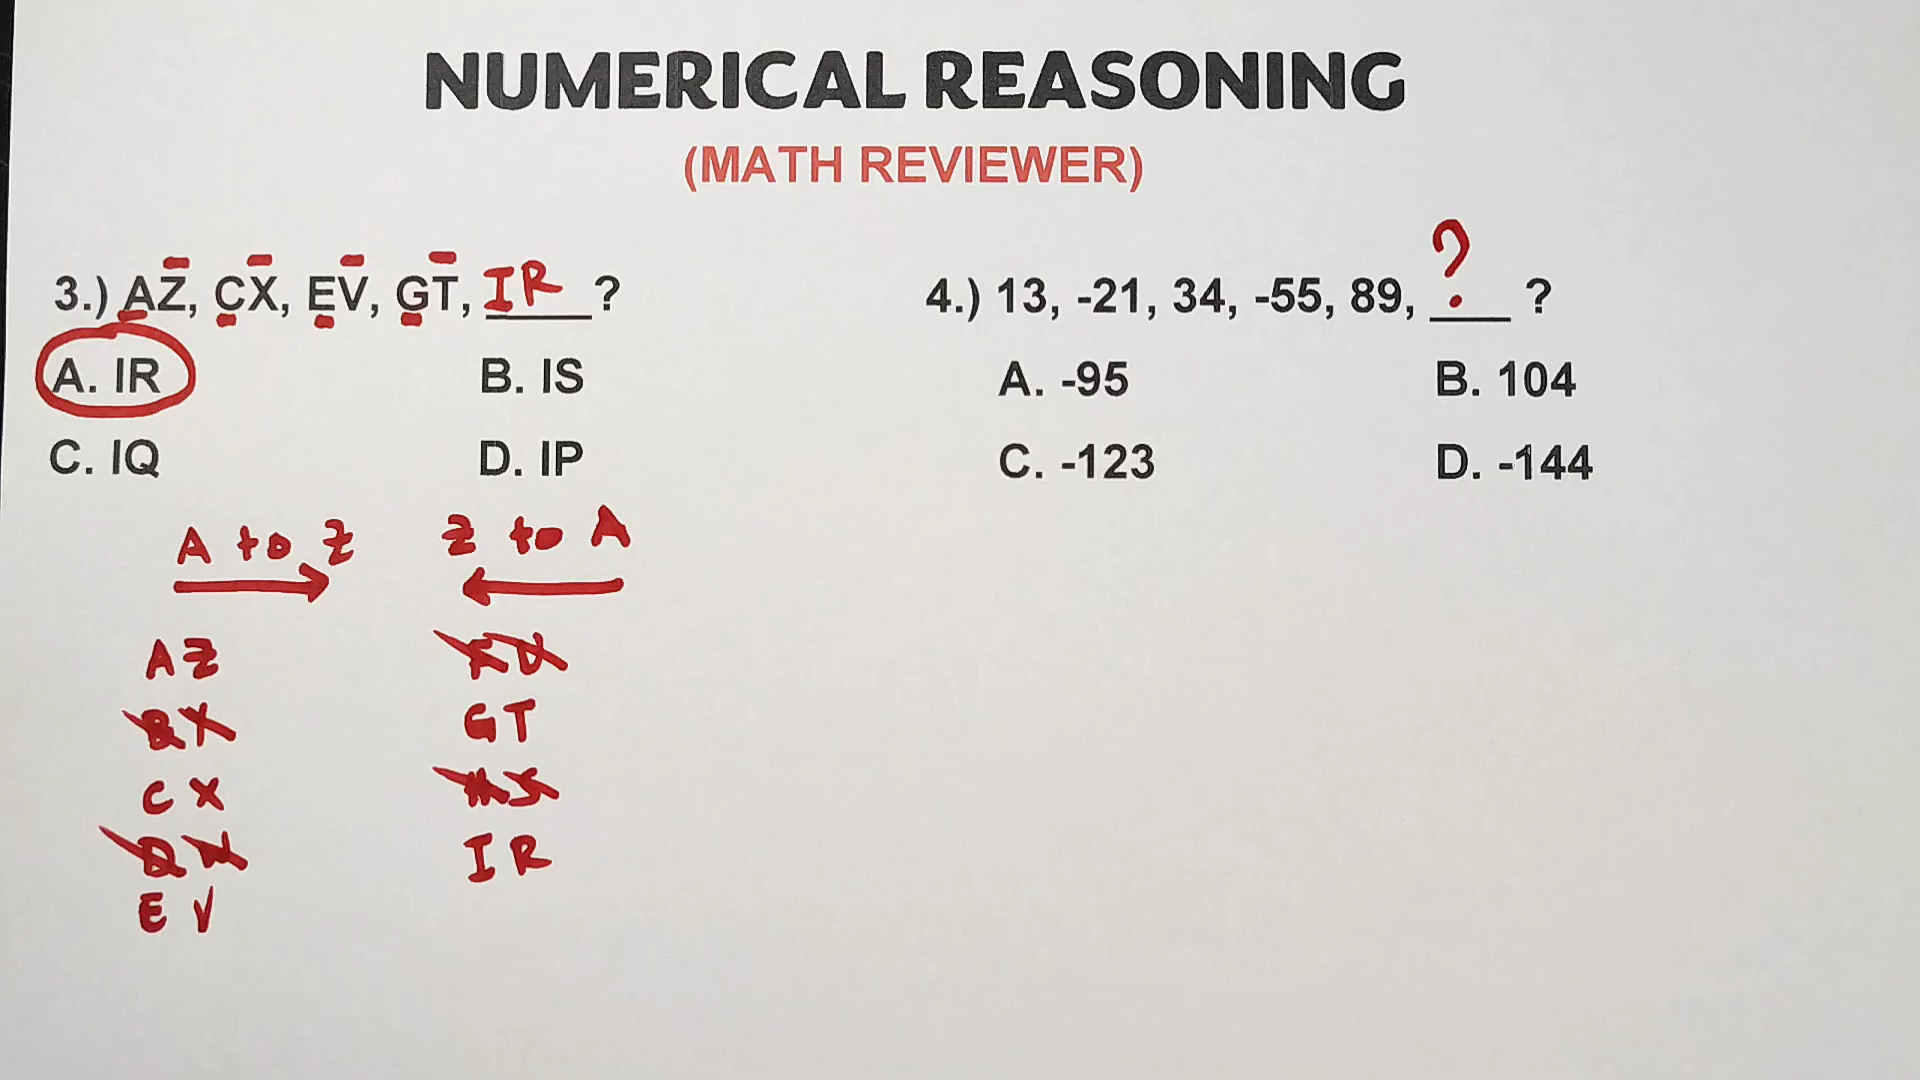 NUMERICAL REASONING
(MATH REVIEWER)
3.) AZ, CX, EV, GT, IR ?
A. IR
B. IS
C. IQ
D. IP
A to Z
AZ
CX
EV
Z to A
GT
IR
4.) 13, -21, 34, -55, 89, ? ___ ?
A. -95
B. 104
C. -123
D. -144